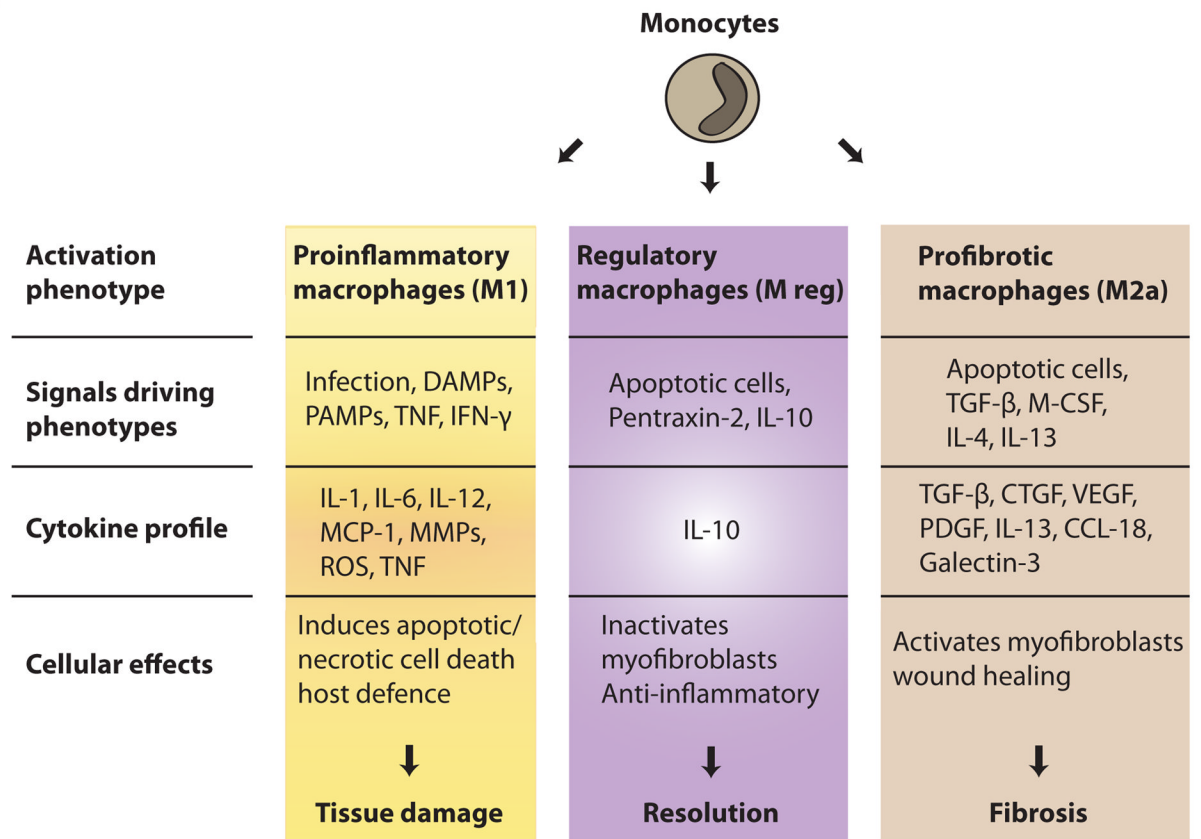 Monocytes
Activation
phenotype
Proinflammatory
macrophages (M1)
Regulatory
macrophages (M reg)
Profibrotic
macrophages (M2a)
Signals driving
phenotypes
Infection, DAMPs,
PAMPs, TNF, IFN-γ
Apoptotic cells,
Pentraxin-2, IL-10
Apoptotic cells,
TGF-β, M-CSF,
IL-4, IL-13
Cytokine profile
IL-1, IL-6, IL-12,
MCP-1, MMPs,
ROS, TNF
IL-10
TGF-β, CTGF, VEGF,
PDGF, IL-13, CCL-18,
Galectin-3
Cellular effects
Induces apoptotic/
necrotic cell death
host defence
Inactivates
myofibroblasts
Anti-inflammatory
Activates myofibroblasts
wound healing
Tissue damage
Resolution
Fibrosis